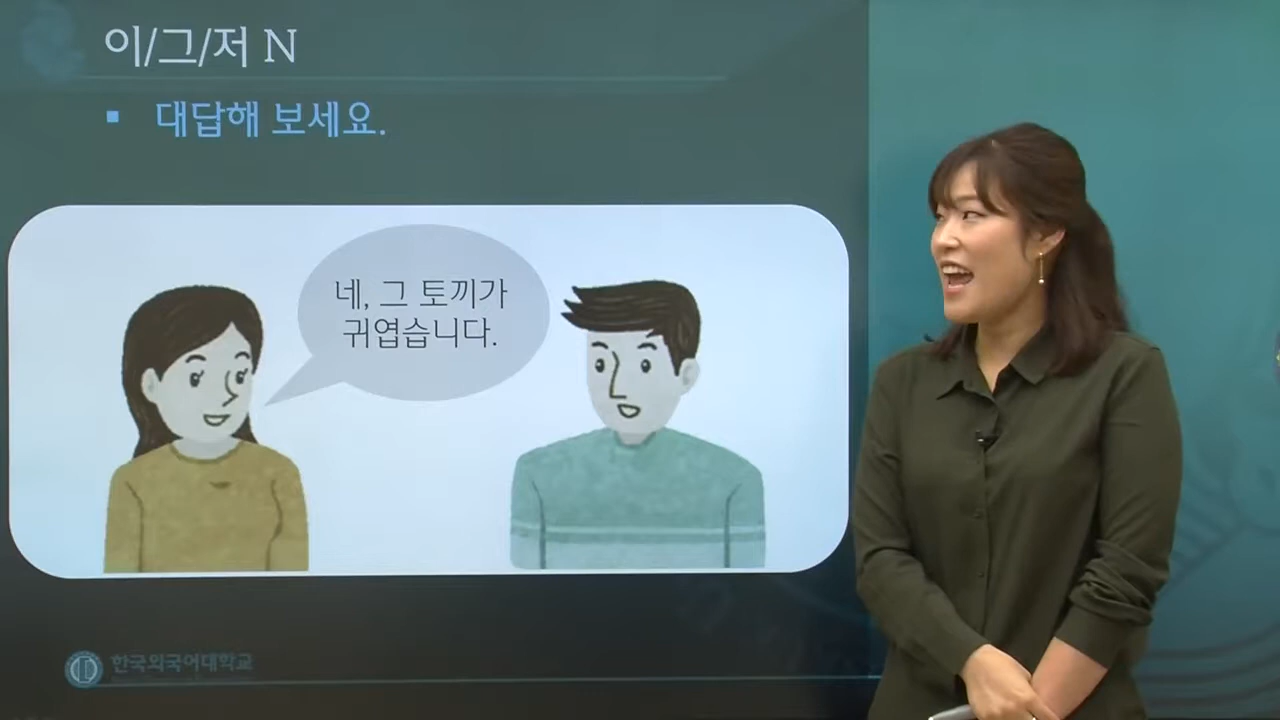 이/그/저 N
▪ 대답해 보세요.
네, 그 토끼가
귀엽습니다.
한국외국어대학교